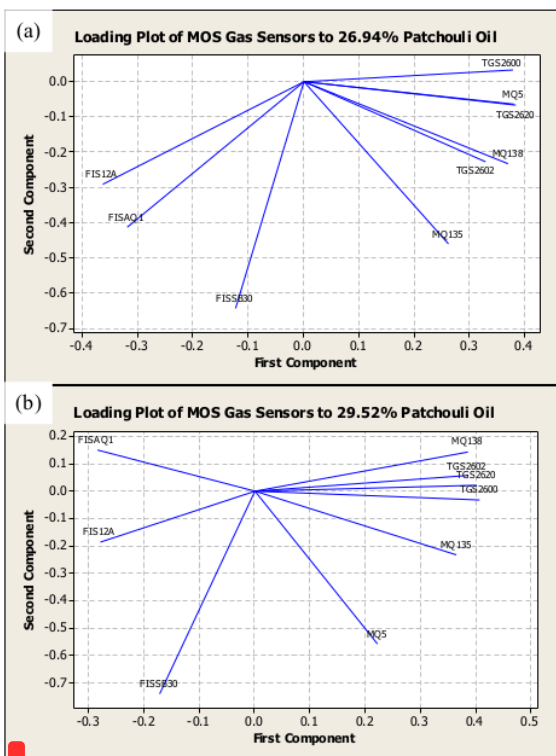 (a)
Loading Plot of MOS Gas Sensors to 26.94% Patchouli Oil
TGS2600
0.0
MQ5
-0.1
TGS2620
MQ138
-0.2
TGS2602
FIS12A
-0.3
FISAQ1
-0.4
MQ135
-0.5
-0.6
FISSB30
-0.7
-0.4 -0.3 -0.2 -0.1 0.0 0.1 0.2 0.3 0.4
First Component
Second Component
(b)
Loading Plot of MOS Gas Sensors to 29.52% Patchouli Oil
0.2
FISAQ1
MQ138
0.1
TGS2602
TGS2620
0.0
TGS2600
-0.1
FIS12A
-0.2
MQ135
-0.3
-0.4
-0.5
MQ5
-0.6
-0.7
FISSB30
-0.3 -0.2 -0.1 0.0 0.1 0.2 0.3 0.4 0.5
First Component
Second Component